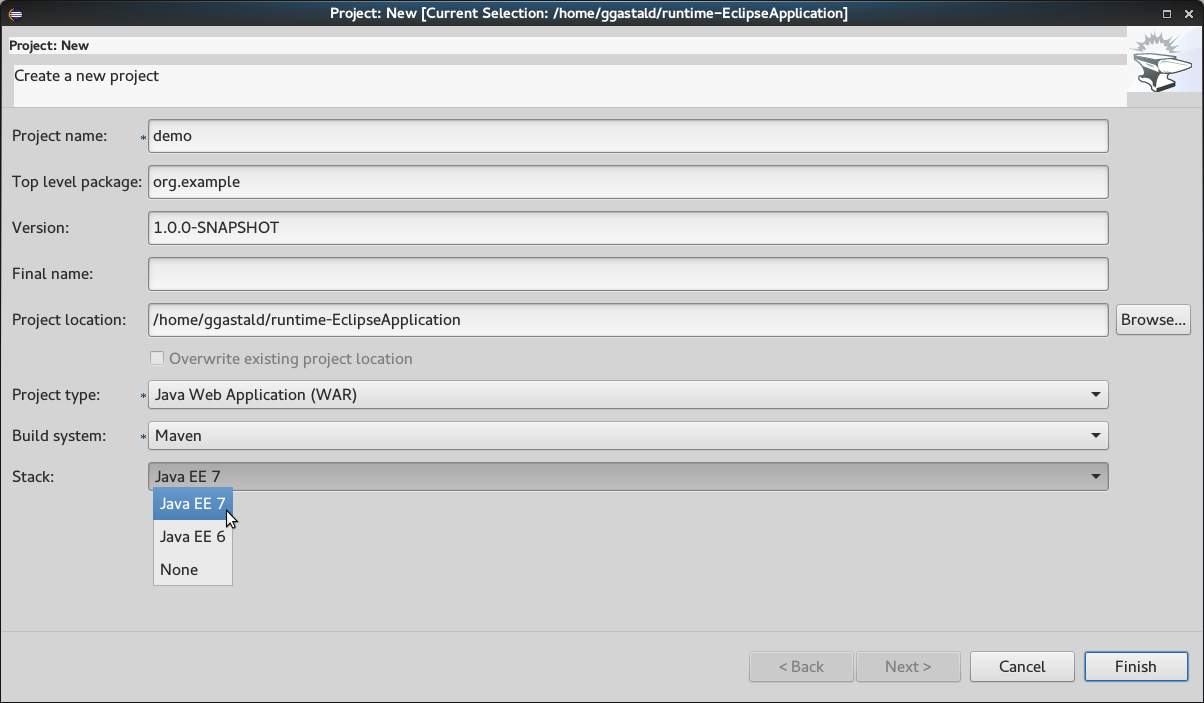 Project: New [Current Selection: /home/ggastald/runtime-EclipseApplication]
Project: New
Create a new project
Project name: * demo
Top level package: org.example
Version: 1.0.0-SNAPSHOT
Final name:
Project location: /home/ggastald/runtime-EclipseApplication Browse...
Overwrite existing project location
Project type: * Java Web Application (WAR)
Build system: * Maven
Stack: Java EE 7
Java EE 7
Java EE 6
None
< Back Next > Cancel Finish